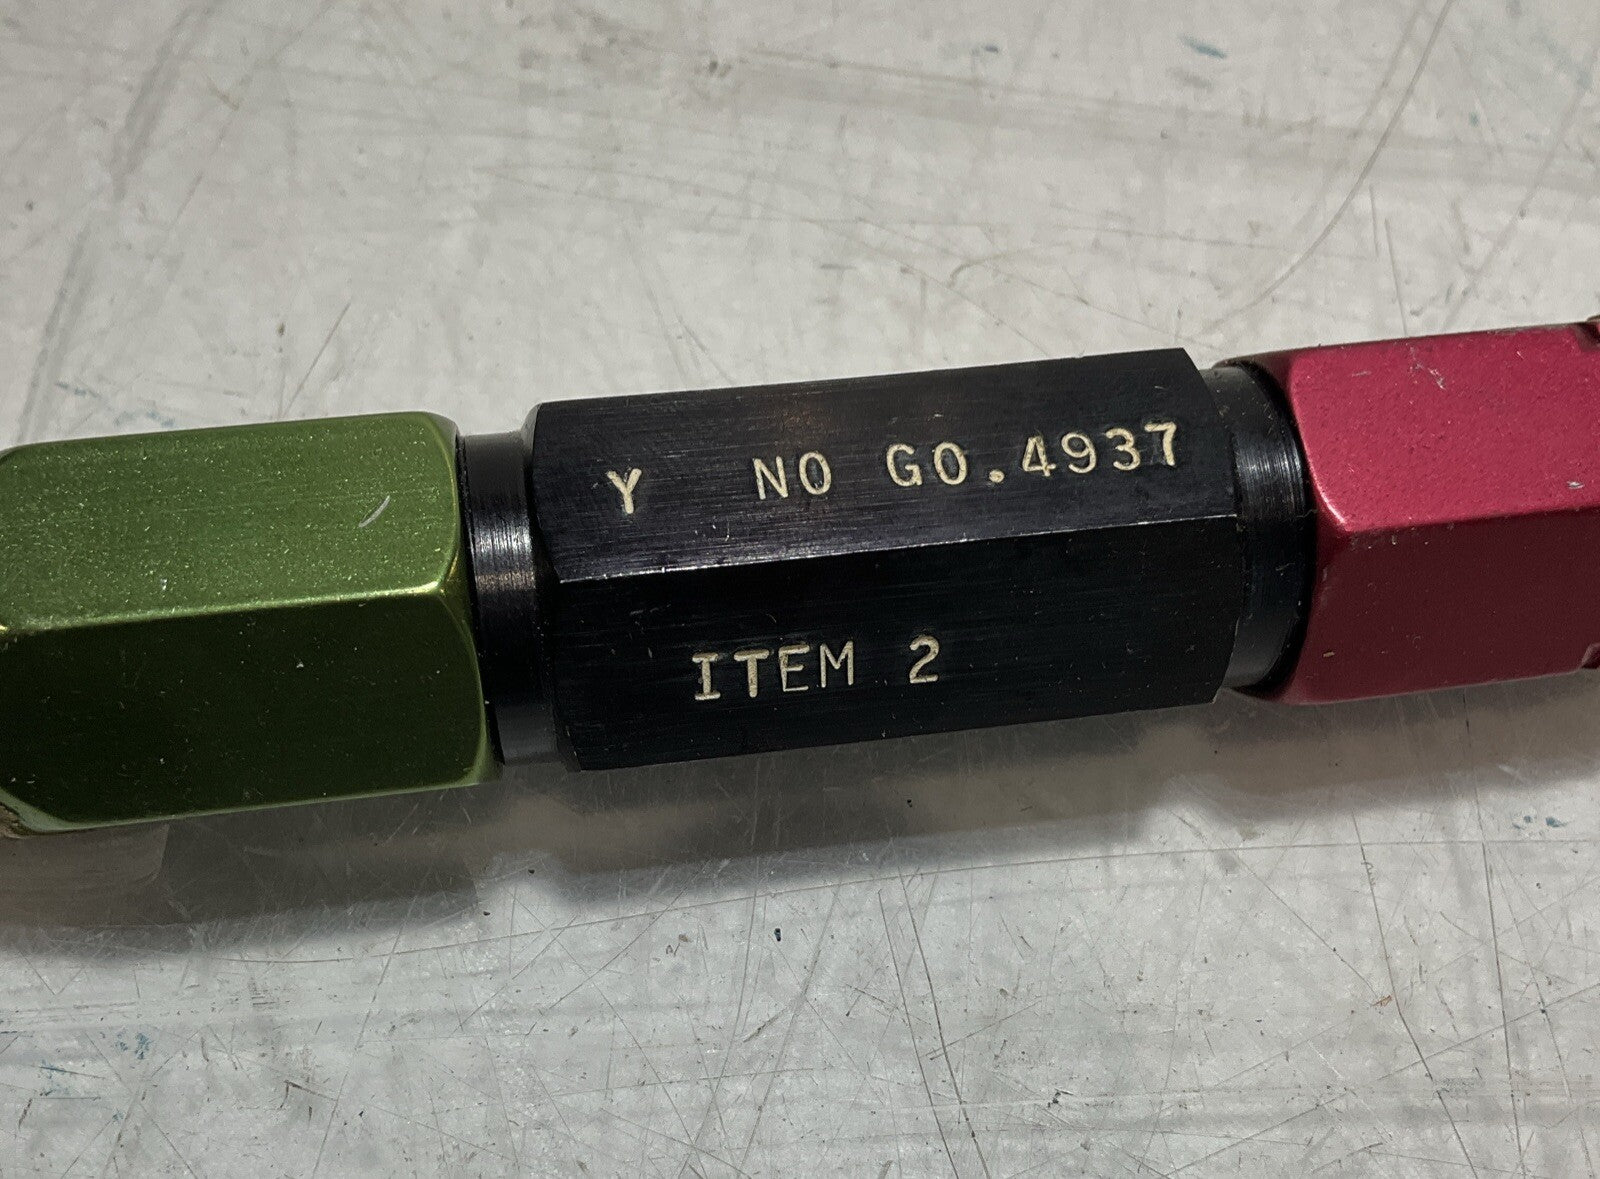 Y NO GO.4937
ITEM 2